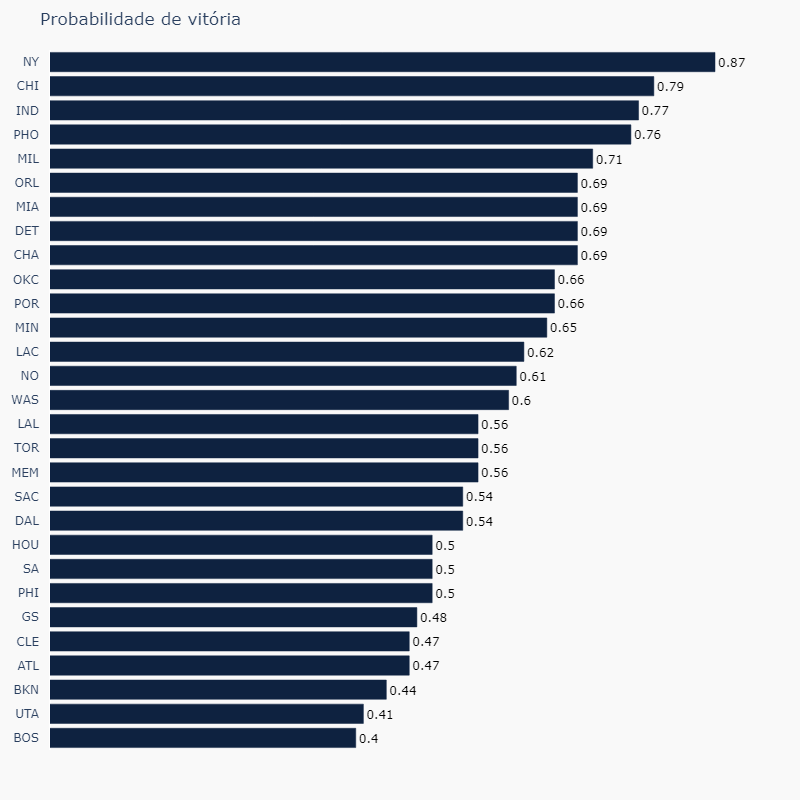 Probabilidade de vitória
NY 0.87
CHI 0.79
IND 0.77
PHO 0.76
MIL 0.71
ORL 0.69
MIA 0.69
DET 0.69
CHA 0.69
OKC 0.66
POR 0.66
MIN 0.65
LAC 0.62
NO 0.61
WAS 0.6
LAL 0.56
TOR 0.56
MEM 0.56
SAC 0.54
DAL 0.54
HOU 0.5
SA 0.5
PHI 0.5
GS 0.48
CLE 0.47
ATL 0.47
BKN 0.44
UTA 0.41
BOS 0.4